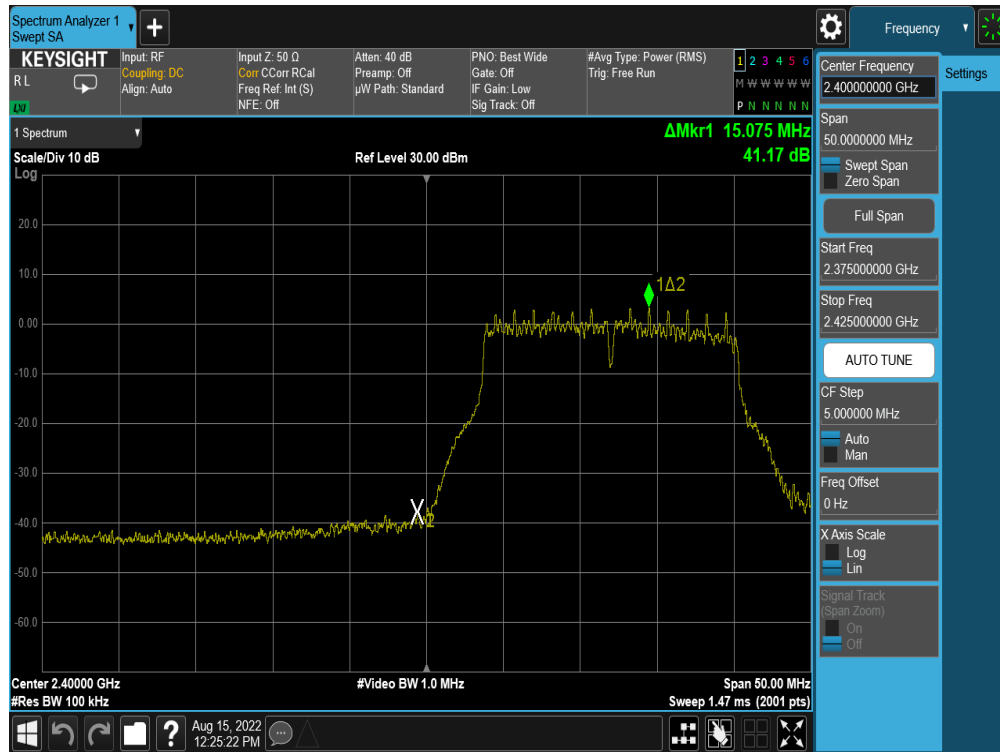 Spectrum Analyzer 1
Swept SA
Frequency
KEYSIGHT
R L
LXI
Input: RF
Coupling: DC
Align: Auto
Input Z: 50 Ω
Corr CCorr RCal
Freq Ref: Int (S)
NFE: Off
Atten: 40 dB
Preamp: Off
µW Path: Standard
PNO: Best Wide
Gate: Off
IF Gain: Low
Sig Track: Off
#Avg Type: Power (RMS)
Trig: Free Run
1 2 3 4 5 6
M W W W W W
P N N N N N
1 Spectrum
ΔMkr1 15.075 MHz
41.17 dB
Scale/Div 10 dB
Ref Level 30.00 dBm
Log
20.0
10.0
0.00
-10.0
-20.0
-30.0
-40.0
-50.0
-60.0
1Δ2
2
Center 2.40000 GHz
#Res BW 100 kHz
#Video BW 1.0 MHz
Span 50.00 MHz
Sweep 1.47 ms (2001 pts)
?
Aug 15, 2022
12:25:22 PM
Center Frequency
2.400000000 GHz
Settings
Span
50.0000000 MHz
Swept Span
Zero Span
Full Span
Start Freq
2.375000000 GHz
Stop Freq
2.425000000 GHz
AUTO TUNE
CF Step
5.000000 MHz
Auto
Man
Freq Offset
0 Hz
X Axis Scale
Log
Lin
Signal Track
(Span Zoom)
On
Off